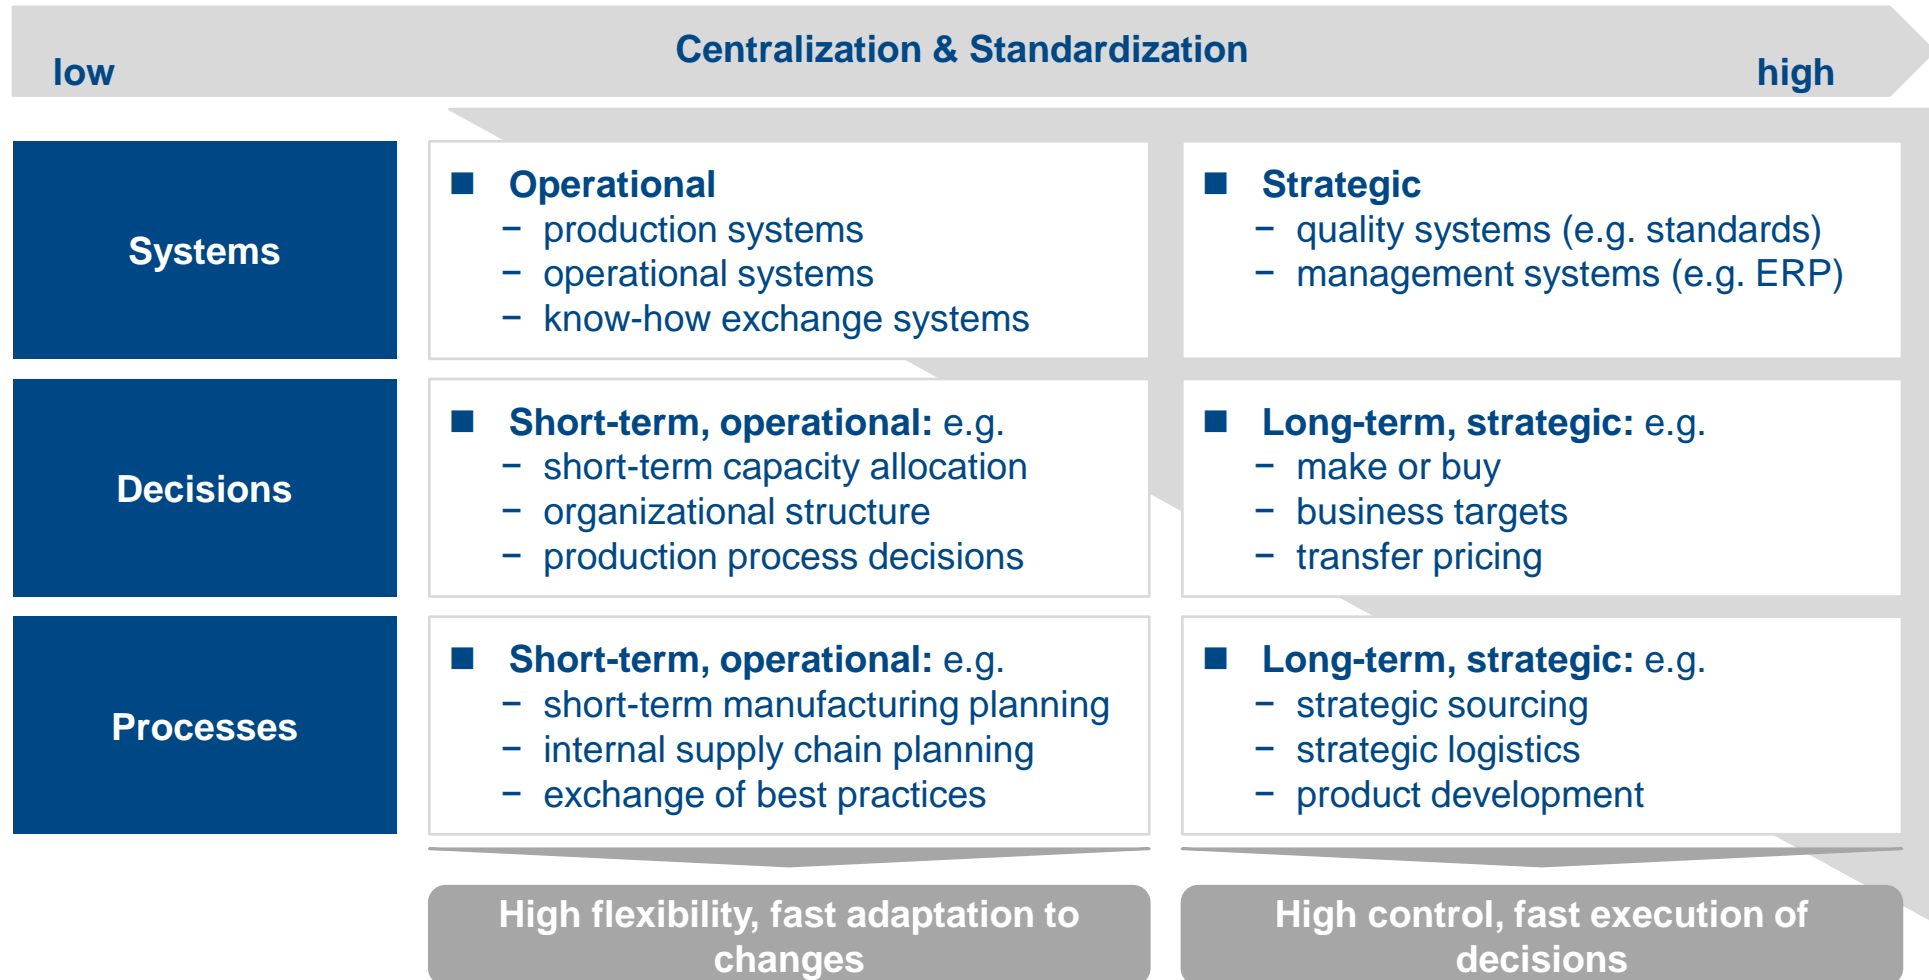 Centralization & Standardization
low
high
Systems
■ Operational
− production systems
− operational systems
− know-how exchange systems
■ Strategic
− quality systems (e.g. standards)
− management systems (e.g. ERP)
Decisions
■ Short-term, operational: e.g.
− short-term capacity allocation
− organizational structure
− production process decisions
■ Long-term, strategic: e.g.
− make or buy
− business targets
− transfer pricing
Processes
■ Short-term, operational: e.g.
− short-term manufacturing planning
− internal supply chain planning
− exchange of best practices
■ Long-term, strategic: e.g.
− strategic sourcing
− strategic logistics
− product development
High flexibility, fast adaptation to
changes
High control, fast execution of
decisions